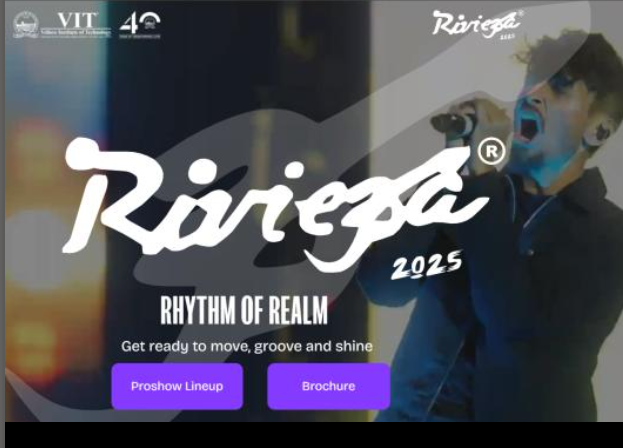 VIT
Vellore Institute of Technology
40
Riviera
2025
Riviera ®
2025
RHYTHM OF REALM
Get ready to move, groove and shine
Proshow Lineup
Brochure